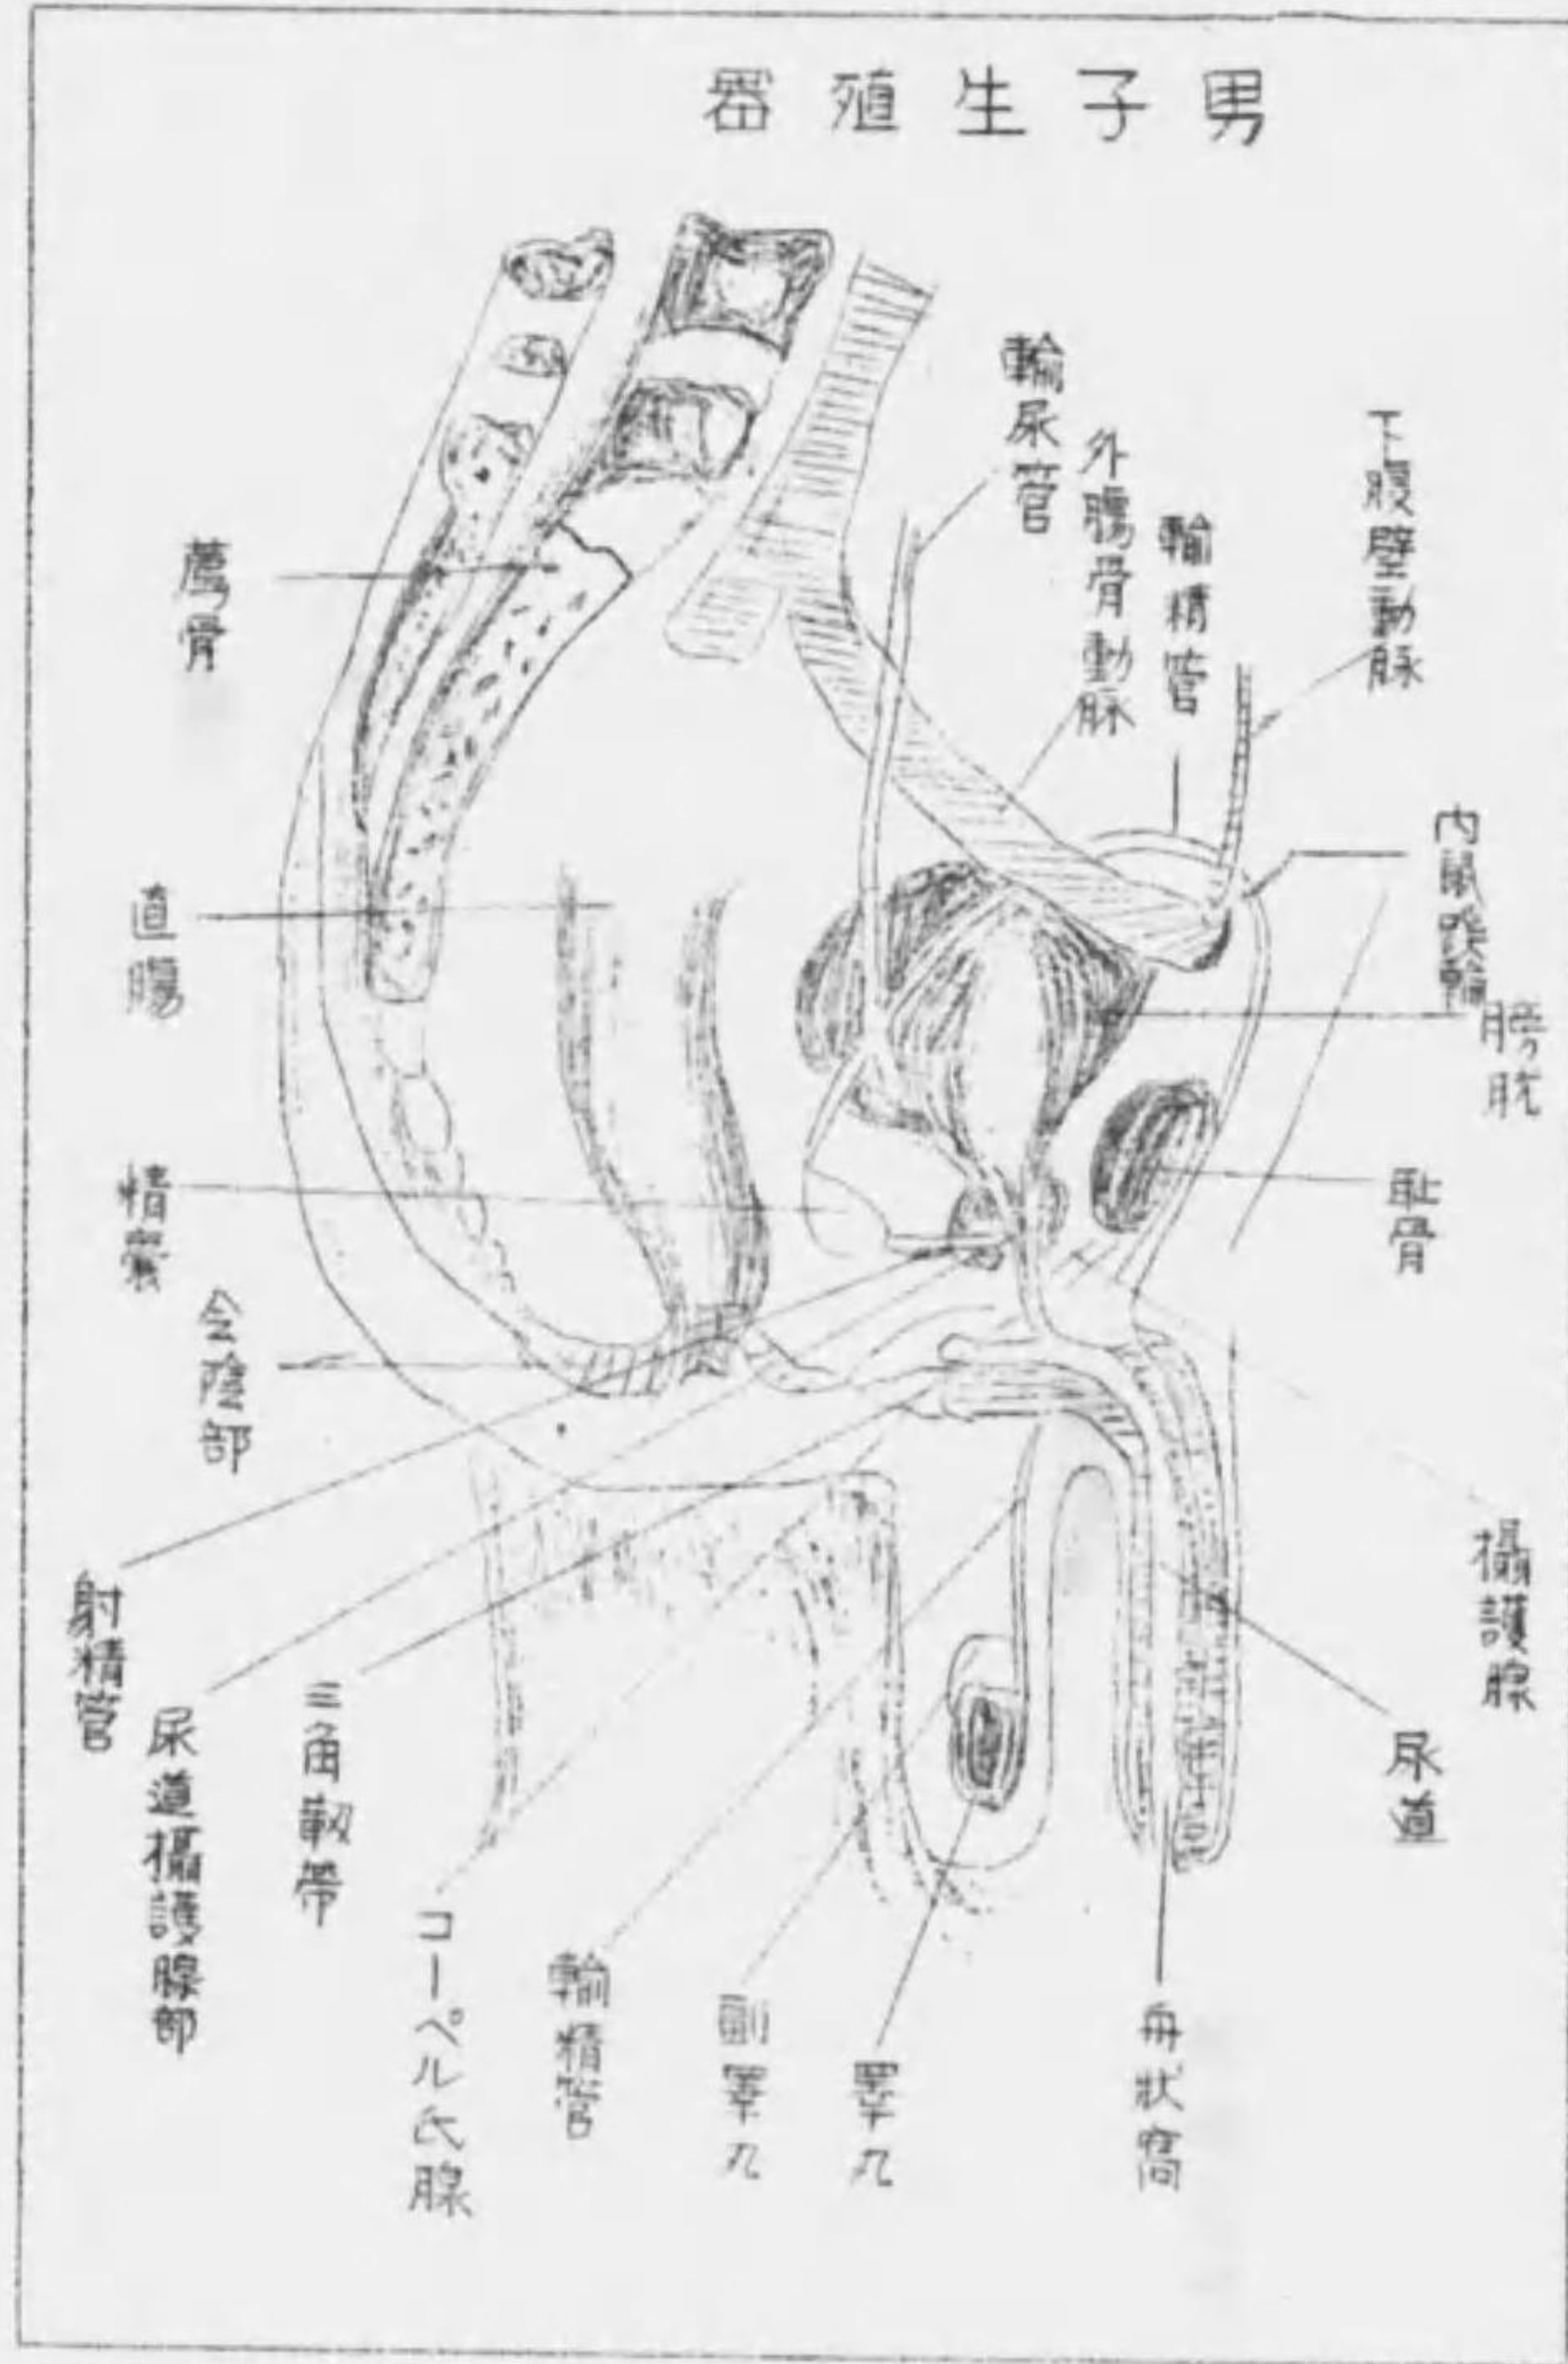 男子生殖器
下腹壁動脉
輸精管
外腸骨動脉
輸尿管
内鼠蹊輪
膀胱
耻骨
攝護腺
尿道
舟状窩
睾丸
副睾丸
輸精管
コーペル氏腺
三角靱帯
尿道攝護腺部
射精管
会陰部
精嚢
直腸
薦骨